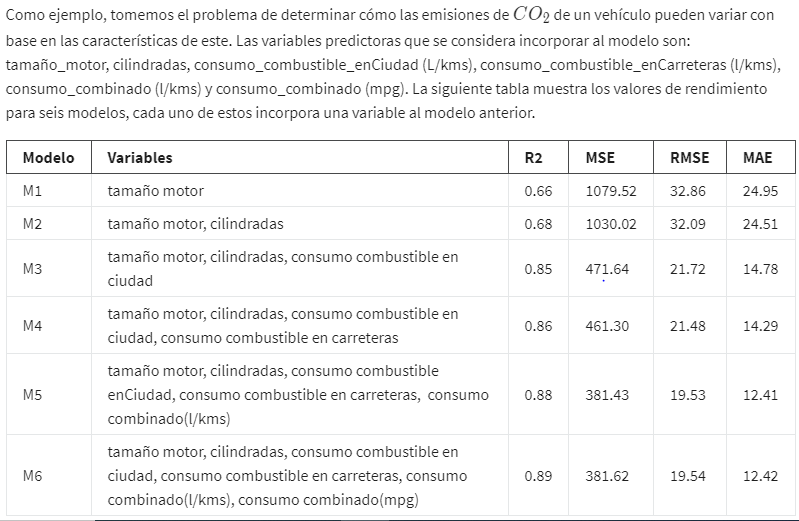 Como ejemplo, tomemos el problema de determinar cómo las emisiones de CO2 de un vehículo pueden variar con
base en las características de este. Las variables predictoras que se considera incorporar al modelo son:
tamaño_motor, cilindradas, consumo_combustible_enCiudad (L/kms), consumo_combustible_enCarreteras (l/kms),
consumo_combinado (l/kms) y consumo_combinado (mpg). La siguiente tabla muestra los valores de rendimiento
para seis modelos, cada uno de estos incorpora una variable al modelo anterior.
Modelo Variables R2 MSE RMSE MAE
M1 tamaño motor 0.66 1079.52 32.86 24.95
M2 tamaño motor, cilindradas 0.68 1030.02 32.09 24.51
tamaño motor, cilindradas, consumo combustible en
M3 0.85 471.64 21.72 14.78
ciudad
tamaño motor, cilindradas, consumo combustible en
M4 0.86 461.30 21.48 14.29
ciudad, consumo combustible en carreteras
tamaño motor, cilindradas, consumo combustible
M5 enCiudad, consumo combustible en carreteras, consumo 0.88 381.43 19.53 12.41
combinado(l/kms)
tamaño motor, cilindradas, consumo combustible en
M6 ciudad, consumo combustible en carreteras, consumo 0.89 381.62 19.54 12.42
combinado(l/kms), consumo combinado(mpg)